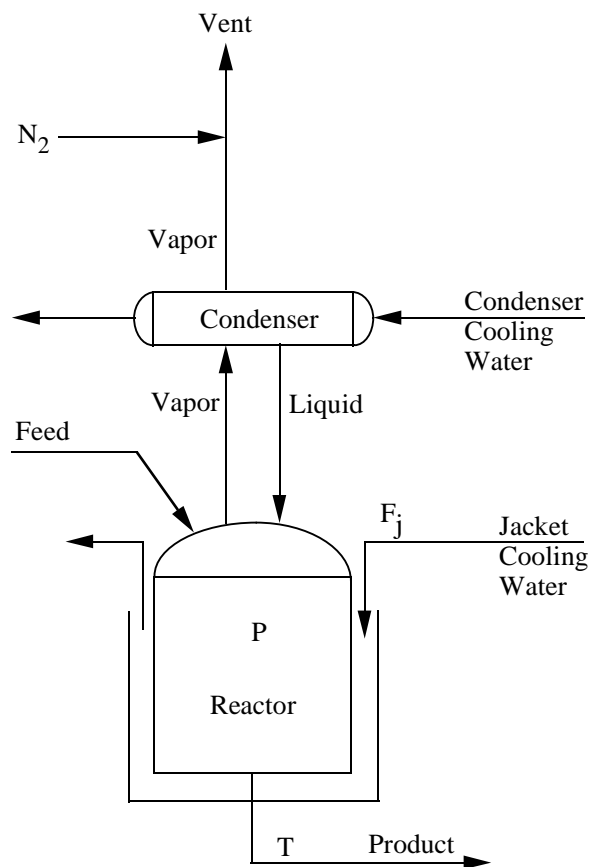 Vent
N2
Vapor
Condenser
Condenser
Cooling
Water
Vapor
Liquid
Feed
Fj
Jacket
Cooling
Water
P
Reactor
T
Product